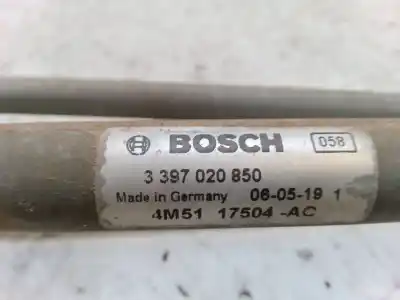 BOSCH 058
3 397 020 850
Made in Germany 06-05-19 1
4M51 17504-AC